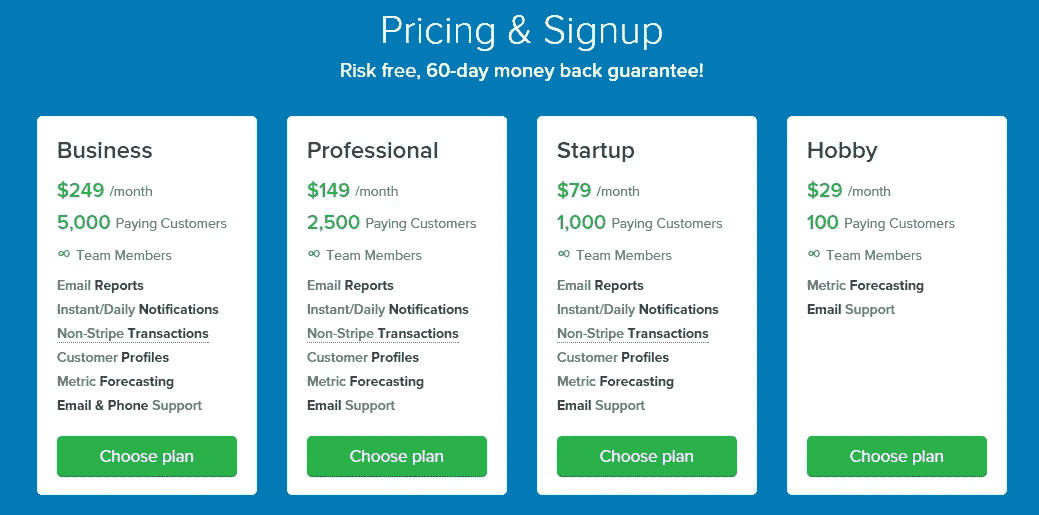 Pricing & Signup
Risk free, 60-day money back guarantee!
Business
$249 /month
5,000 Paying Customers
∞ Team Members
Email Reports
Instant/Daily Notifications
Non-Stripe Transactions
Customer Profiles
Metric Forecasting
Email & Phone Support
Choose plan
Professional
$149 /month
2,500 Paying Customers
∞ Team Members
Email Reports
Instant/Daily Notifications
Non-Stripe Transactions
Customer Profiles
Metric Forecasting
Email Support
Choose plan
Startup
$79 /month
1,000 Paying Customers
∞ Team Members
Email Reports
Instant/Daily Notifications
Non-Stripe Transactions
Customer Profiles
Metric Forecasting
Email Support
Choose plan
Hobby
$29 /month
100 Paying Customers
∞ Team Members
Metric Forecasting
Email Support
Choose plan